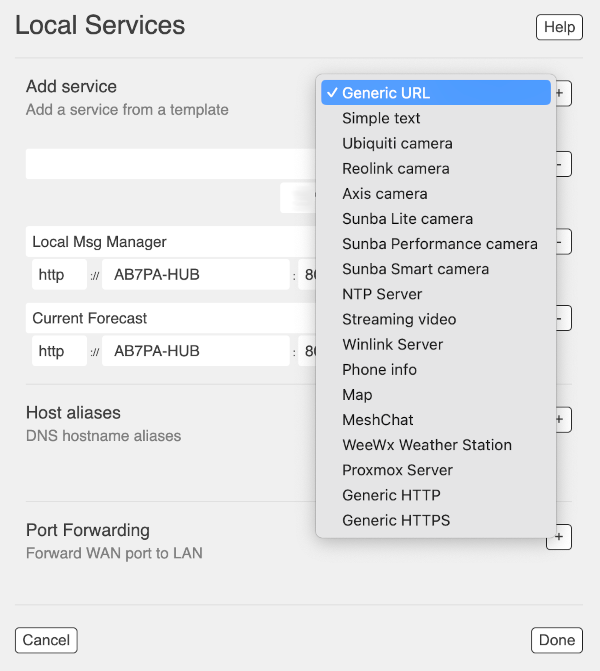 Local Services
Help
Add service
Add a service from a template
+
✓ Generic URL
Simple text
Ubiquiti camera
Reolink camera
Axis camera
Sunba Lite camera
Sunba Performance camera
Sunba Smart camera
NTP Server
Streaming video
Winlink Server
Phone info
Map
MeshChat
WeeWx Weather Station
Proxmox Server
Generic HTTP
Generic HTTPS
-
Local Msg Manager
-
http :// AB7PA-HUB :
Current Forecast
-
http :// AB7PA-HUB :
Host aliases
DNS hostname aliases
+
Port Forwarding
Forward WAN port to LAN
+
Cancel
Done